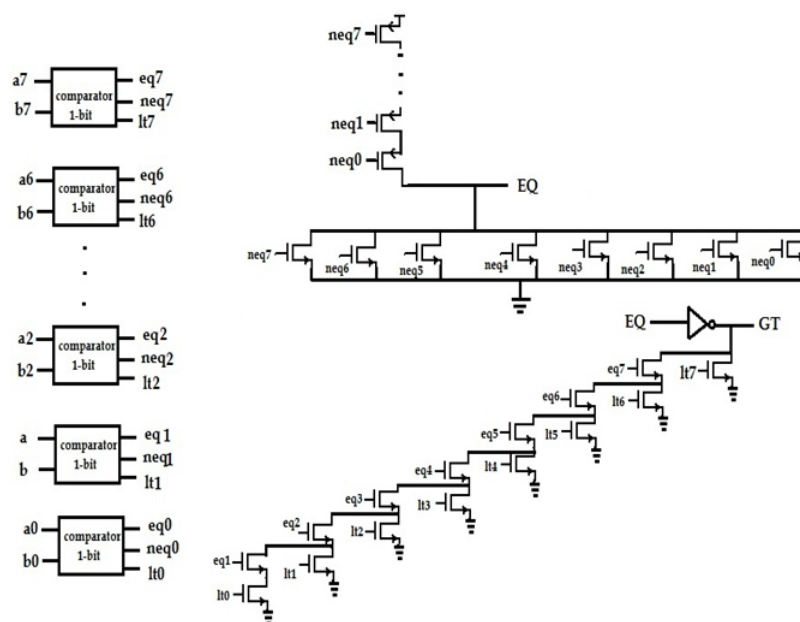 neq7
neq1
neq0
EQ
a7
b7
comparator
1-bit
eq7
neq7
lt7
a6
b6
comparator
1-bit
eq6
neq6
lt6
a2
b2
comparator
1-bit
eq2
neq2
lt2
a
b
comparator
1-bit
eq1
neq1
lt1
a0
b0
comparator
1-bit
eq0
neq0
lt0
neq7
neq6
neq5
neq4
neq3
neq2
neq1
neq0
EQ
GT
eq7
lt7
eq6
lt6
eq5
lt5
eq4
lt4
eq3
lt3
eq2
lt2
eq1
lt1
lt0